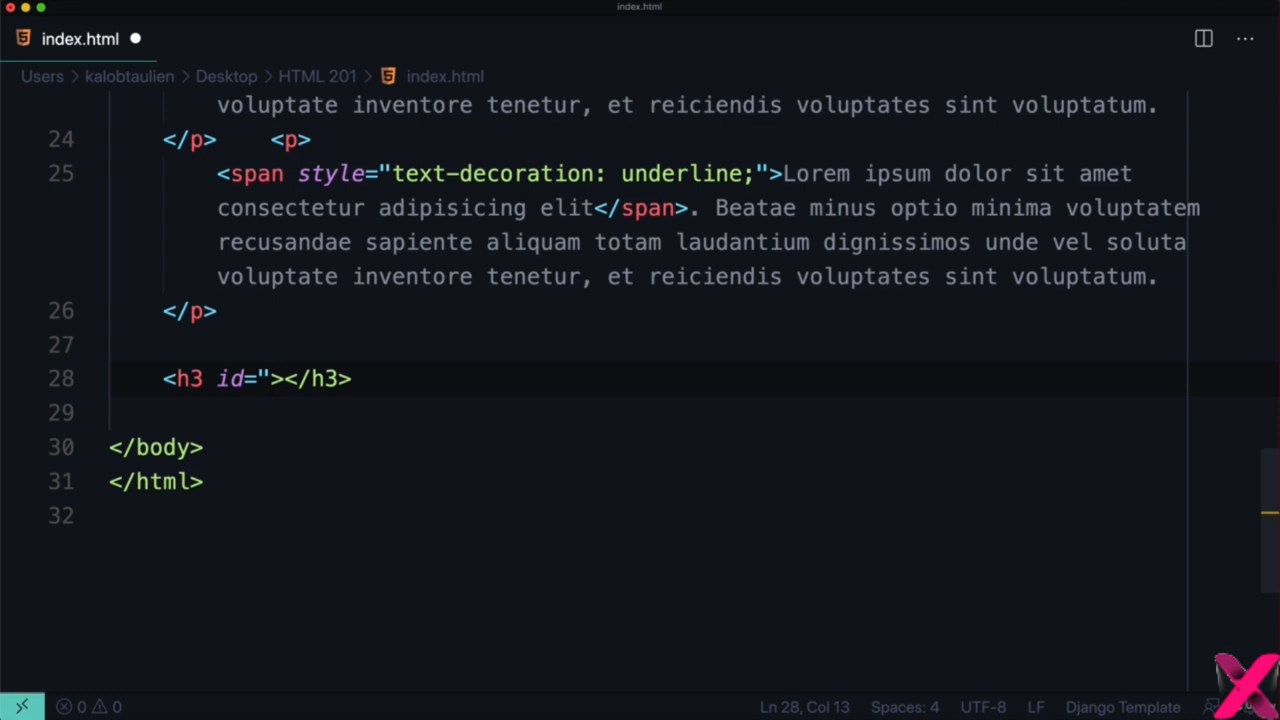 index.html
index.html
Users > kalobtaulien > Desktop > HTML 201 > index.html
voluptate inventore tenetur, et reiciendis voluptates sint voluptatum.
24 </p> <p>
25 <span style="text-decoration: underline;">Lorem ipsum dolor sit amet
consectetur adipisicing elit</span>. Beatae minus optio minima voluptatem
recusandae sapiente aliquam totam laudantium dignissimos unde vel soluta
voluptate inventore tenetur, et reiciendis voluptates sint voluptatum.
26 </p>
27
28 <h3 id="></h3>
29
30 </body>
31 </html>
32
0 0 Ln 28, Col 13 Spaces: 4 UTF-8 LF Django Template